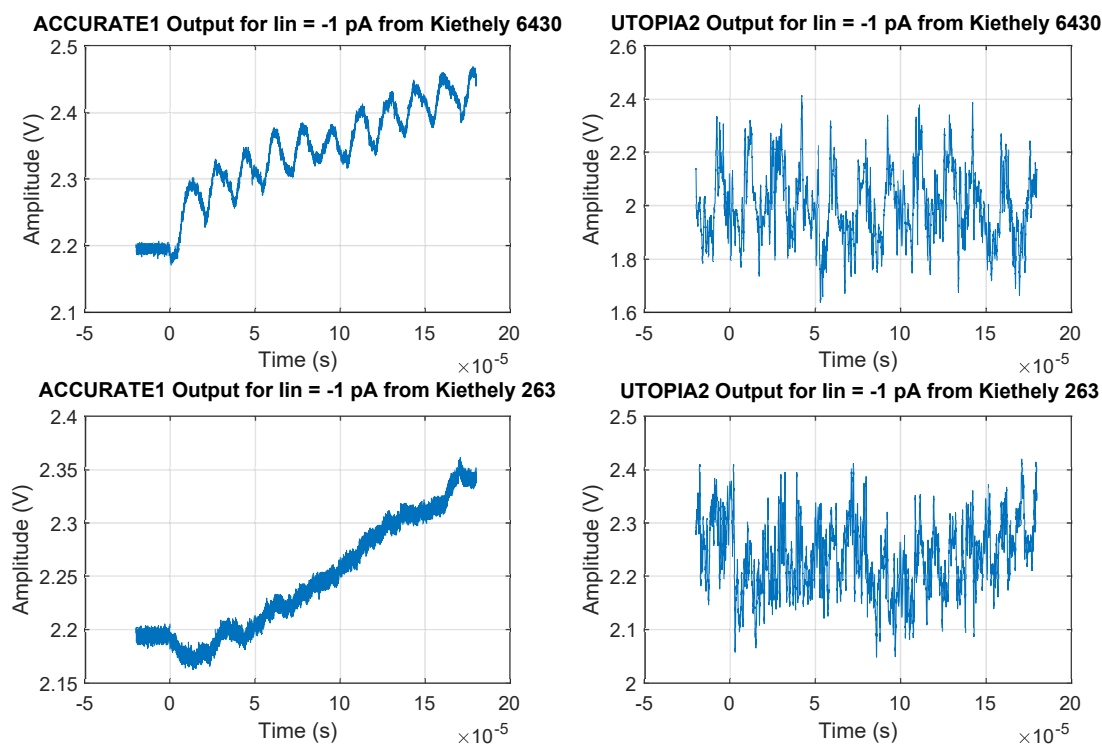 ACCURATE1 Output for Iin = -1 pA from Kiethely 6430
2.5
2.4
2.3
2.2
2.1
Amplitude (V)
-5 0 5 10 15 20
Time (s)
×10-5
UTOPIA2 Output for Iin = -1 pA from Kiethely 6430
2.6
2.4
2.2
2
1.8
1.6
Amplitude (V)
-5 0 5 10 15 20
Time (s)
×10-5
ACCURATE1 Output for Iin = -1 pA from Kiethely 263
2.4
2.35
2.3
2.25
2.2
2.15
Amplitude (V)
-5 0 5 10 15 20
Time (s)
×10-5
UTOPIA2 Output for Iin = -1 pA from Kiethely 263
2.5
2.4
2.3
2.2
2.1
2
Amplitude (V)
-5 0 5 10 15 20
Time (s)
×10-5